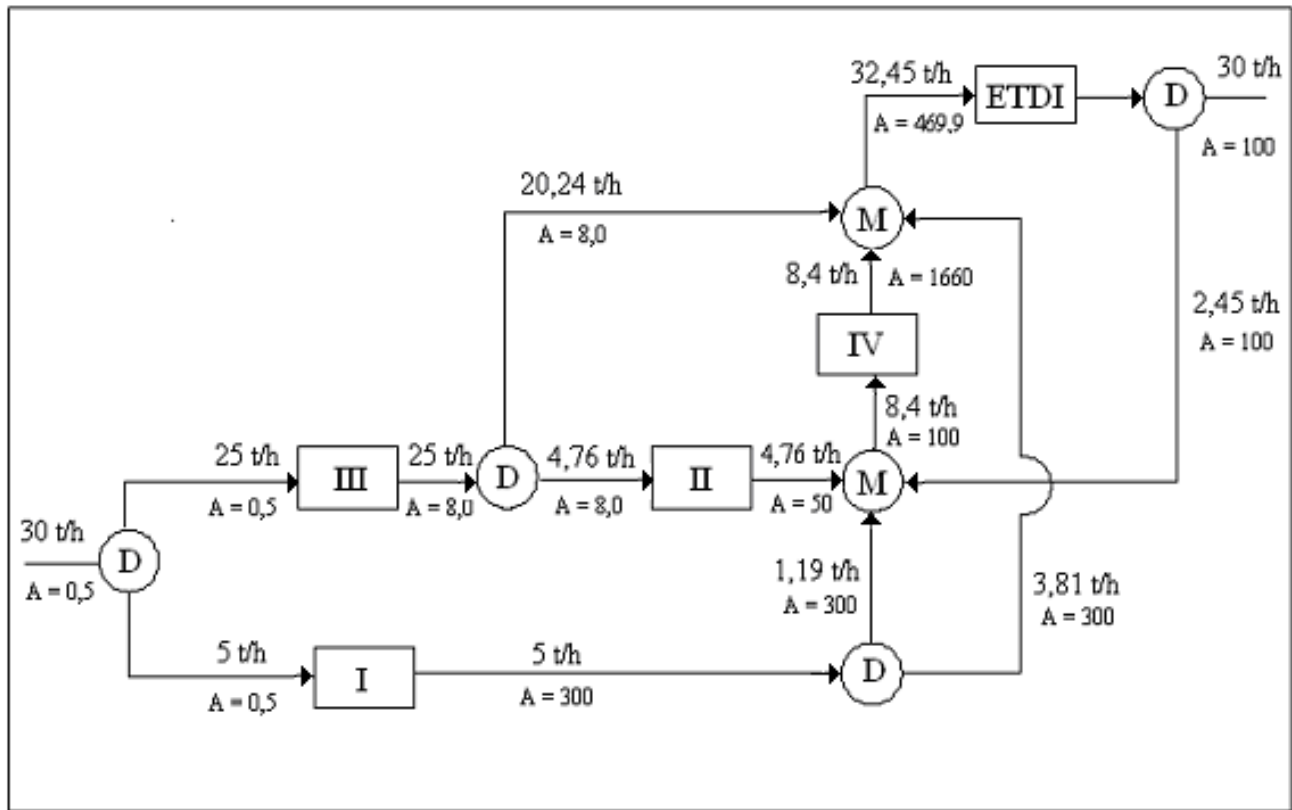 32,45 t/h
ETDI
D
30 t/h
A = 469,9
A = 100
20,24 t/h
A = 8,0
M
8,4 t/h
A = 1660
2,45 t/h
A = 100
IV
8,4 t/h
A = 100
25 t/h
III
25 t/h
D
4,76 t/h
II
4,76 t/h
M
A = 0,5
A = 8,0
A = 8,0
A = 50
30 t/h
D
A = 0,5
1,19 t/h
A = 300
3,81 t/h
A = 300
5 t/h
I
5 t/h
D
A = 0,5
A = 300